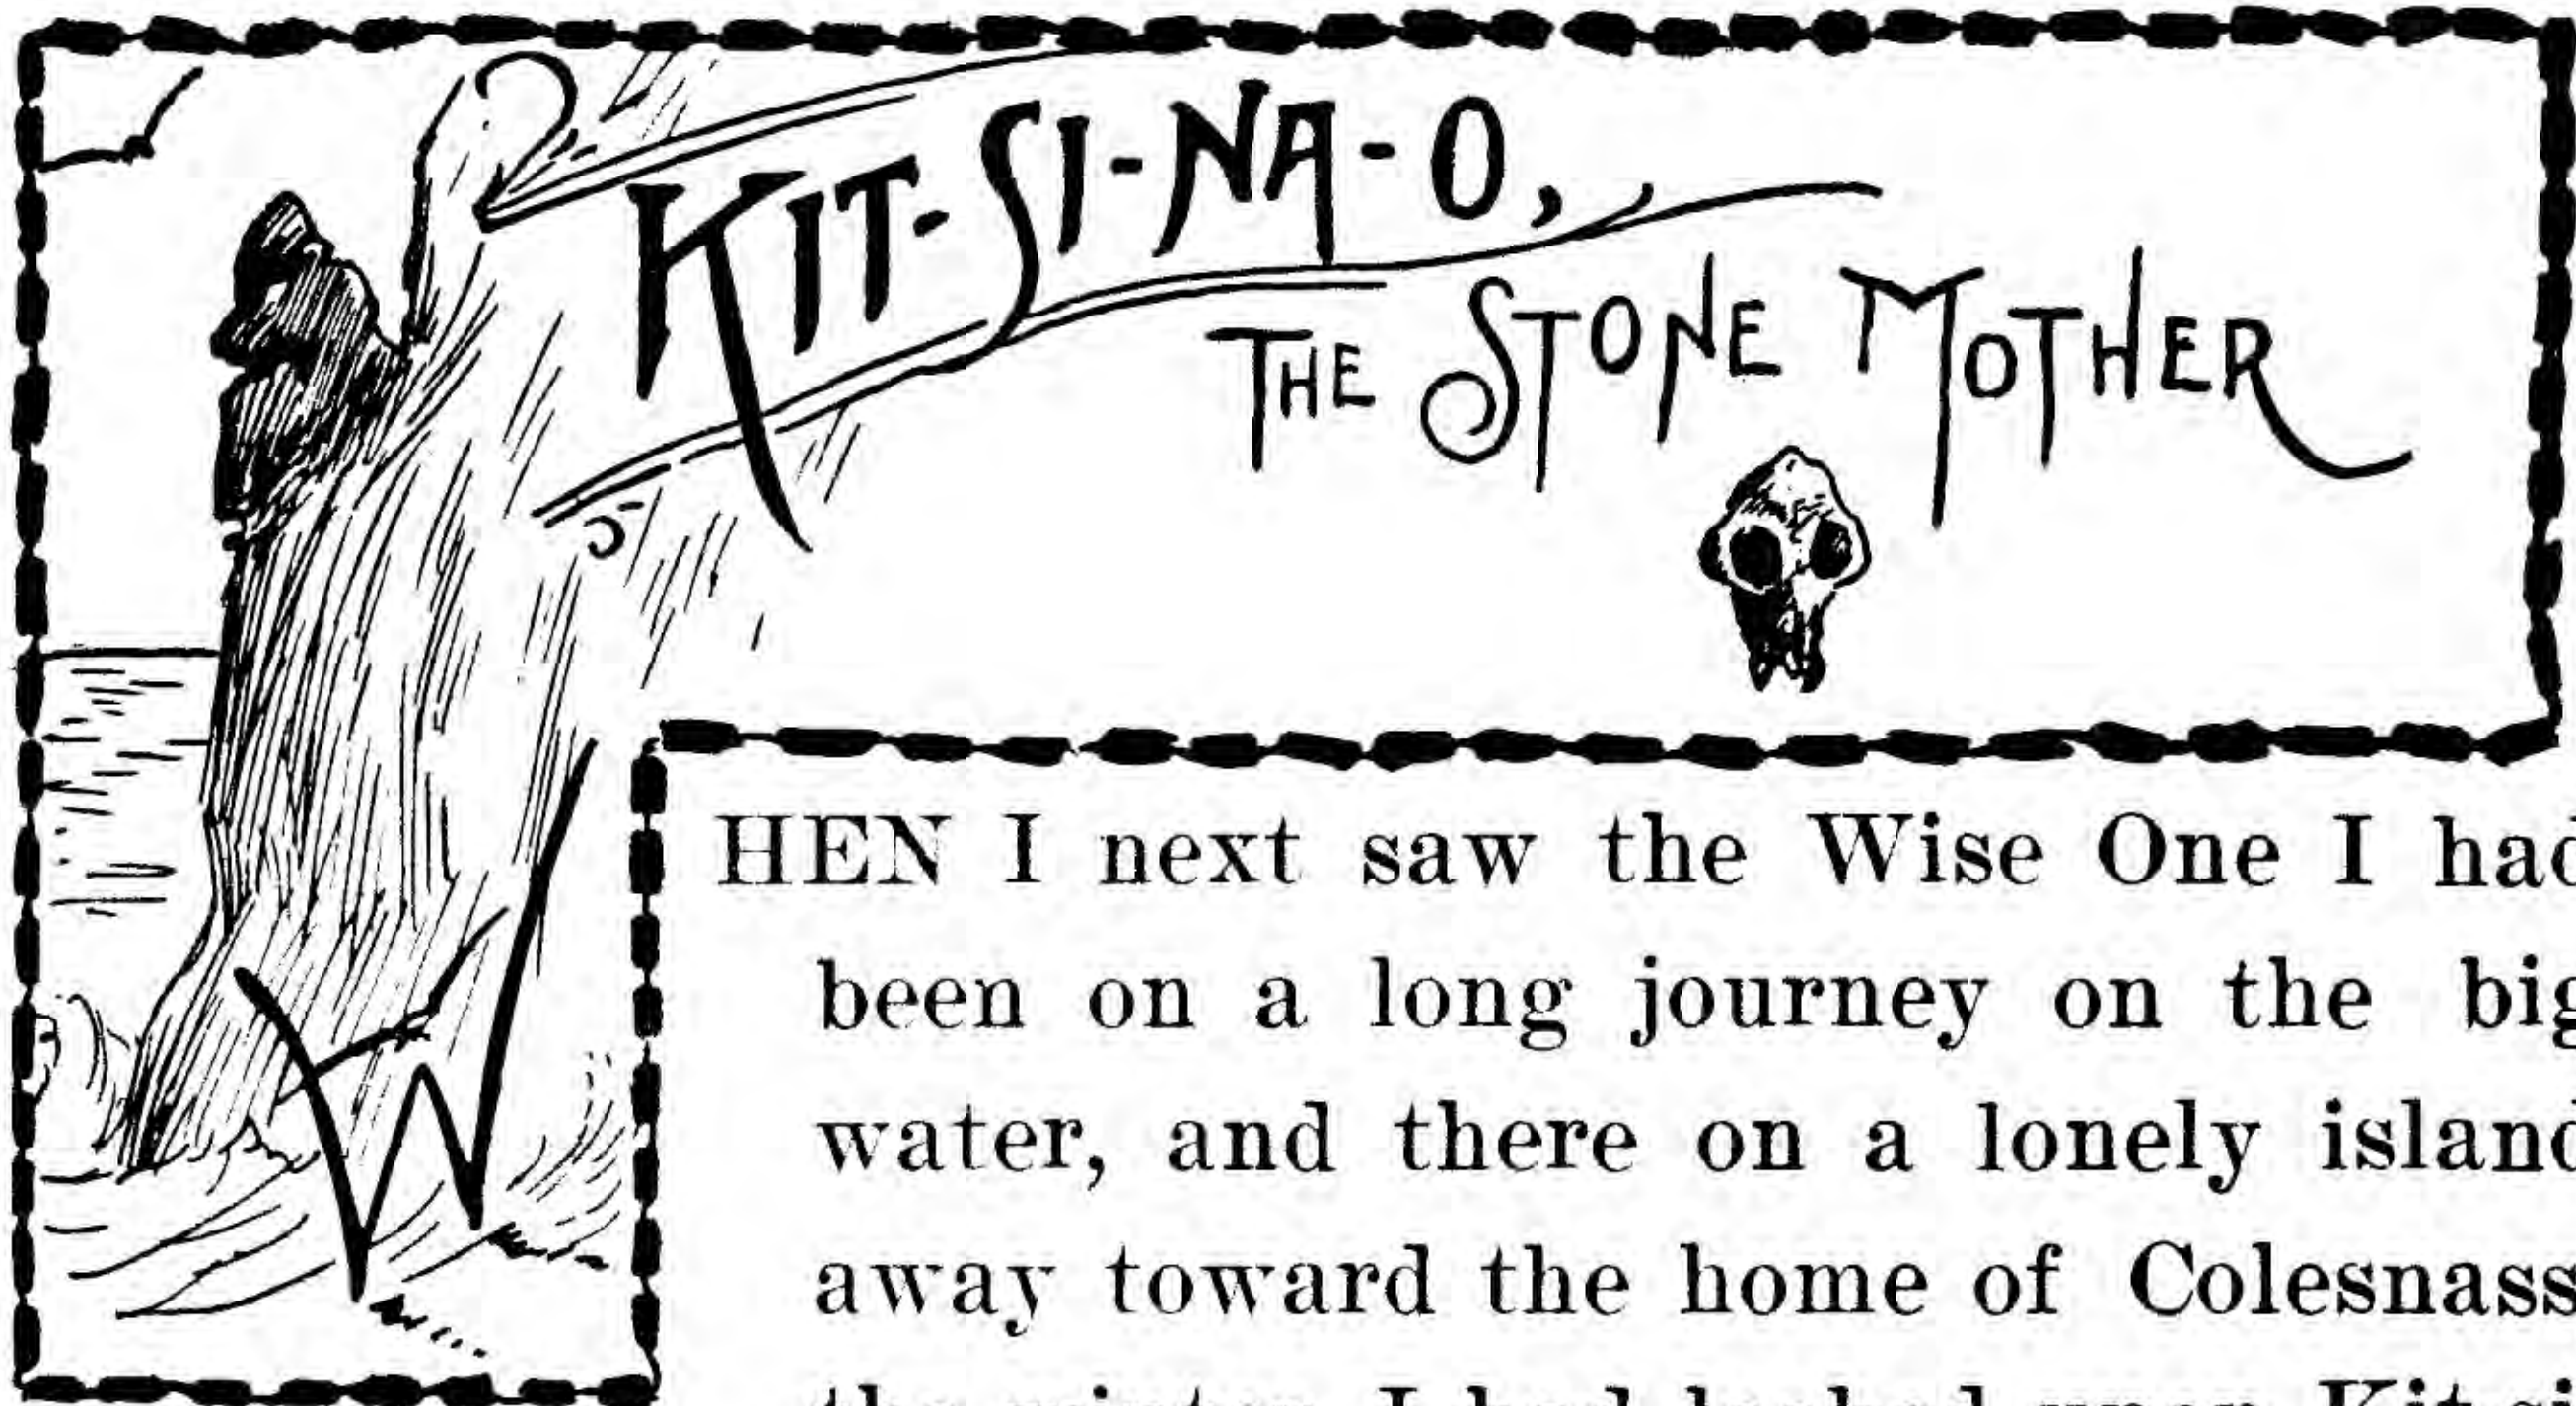 KIT-SI-NA-O,
THE STONE MOTHER
WHEN I next saw the Wise One I had
been on a long journey on the big
water, and there on a lonely island
away toward the home of Colesnass